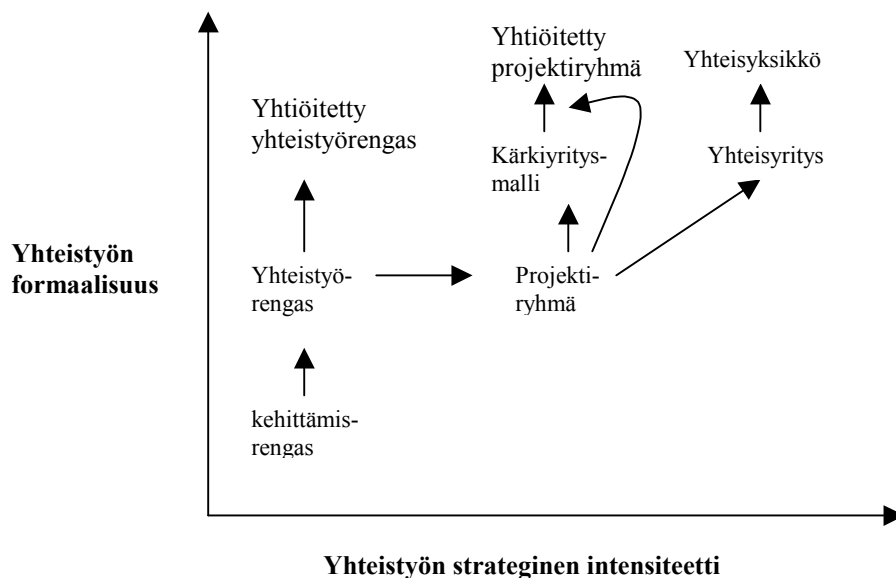 Yhtiöitetty
projektiryhmä
Yhteisyksikkö
Yhtiöitetty
yhteistyörengas
Kärkiyritys-
malli
Yhteisyritys
Yhteistyön
formaalisuus
Yhteistyö-
rengas
Projekti-
ryhmä
kehittämis-
rengas
Yhteistyön strateginen intensiteetti